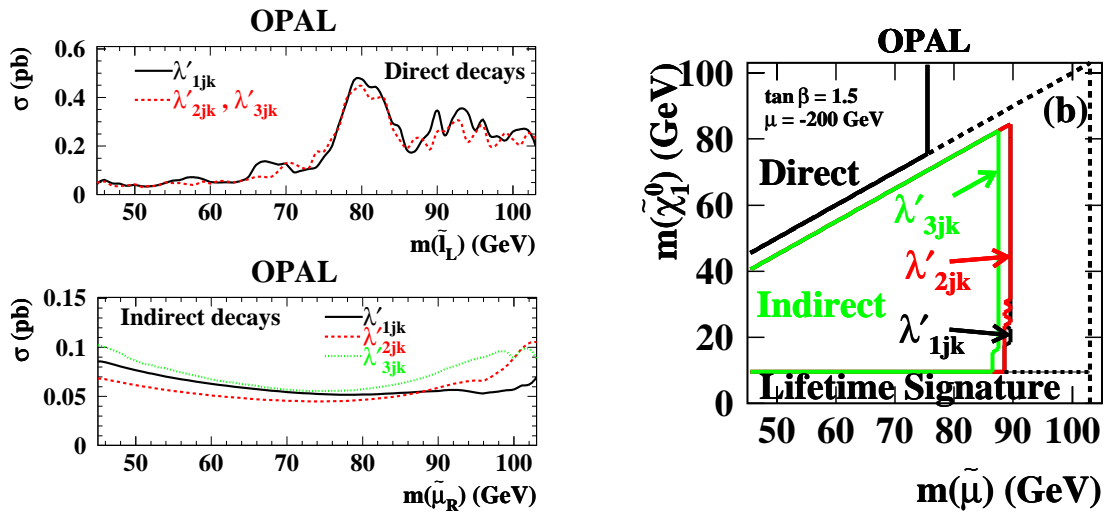 OPAL
σ (pb)
0.6
0.4
0.2
0
λ′1jk
λ′2jk , λ′3jk
Direct decays
50 60 70 80 90 100
m(l̃L) (GeV)
OPAL
σ (pb)
0.15
0.1
0.05
0
Indirect decays
λ′1jk
λ′2jk
λ′3jk
50 60 70 80 90 100
m(μ̃R) (GeV)
OPAL
m(χ̃⁰₁) (GeV)
100
80
60
40
20
0
tan β = 1.5
μ = -200 GeV
(b)
Direct
λ′3jk
λ′2jk
Indirect
λ′1jk
Lifetime Signature
50 60 70 80 90 100
m(μ̃) (GeV)